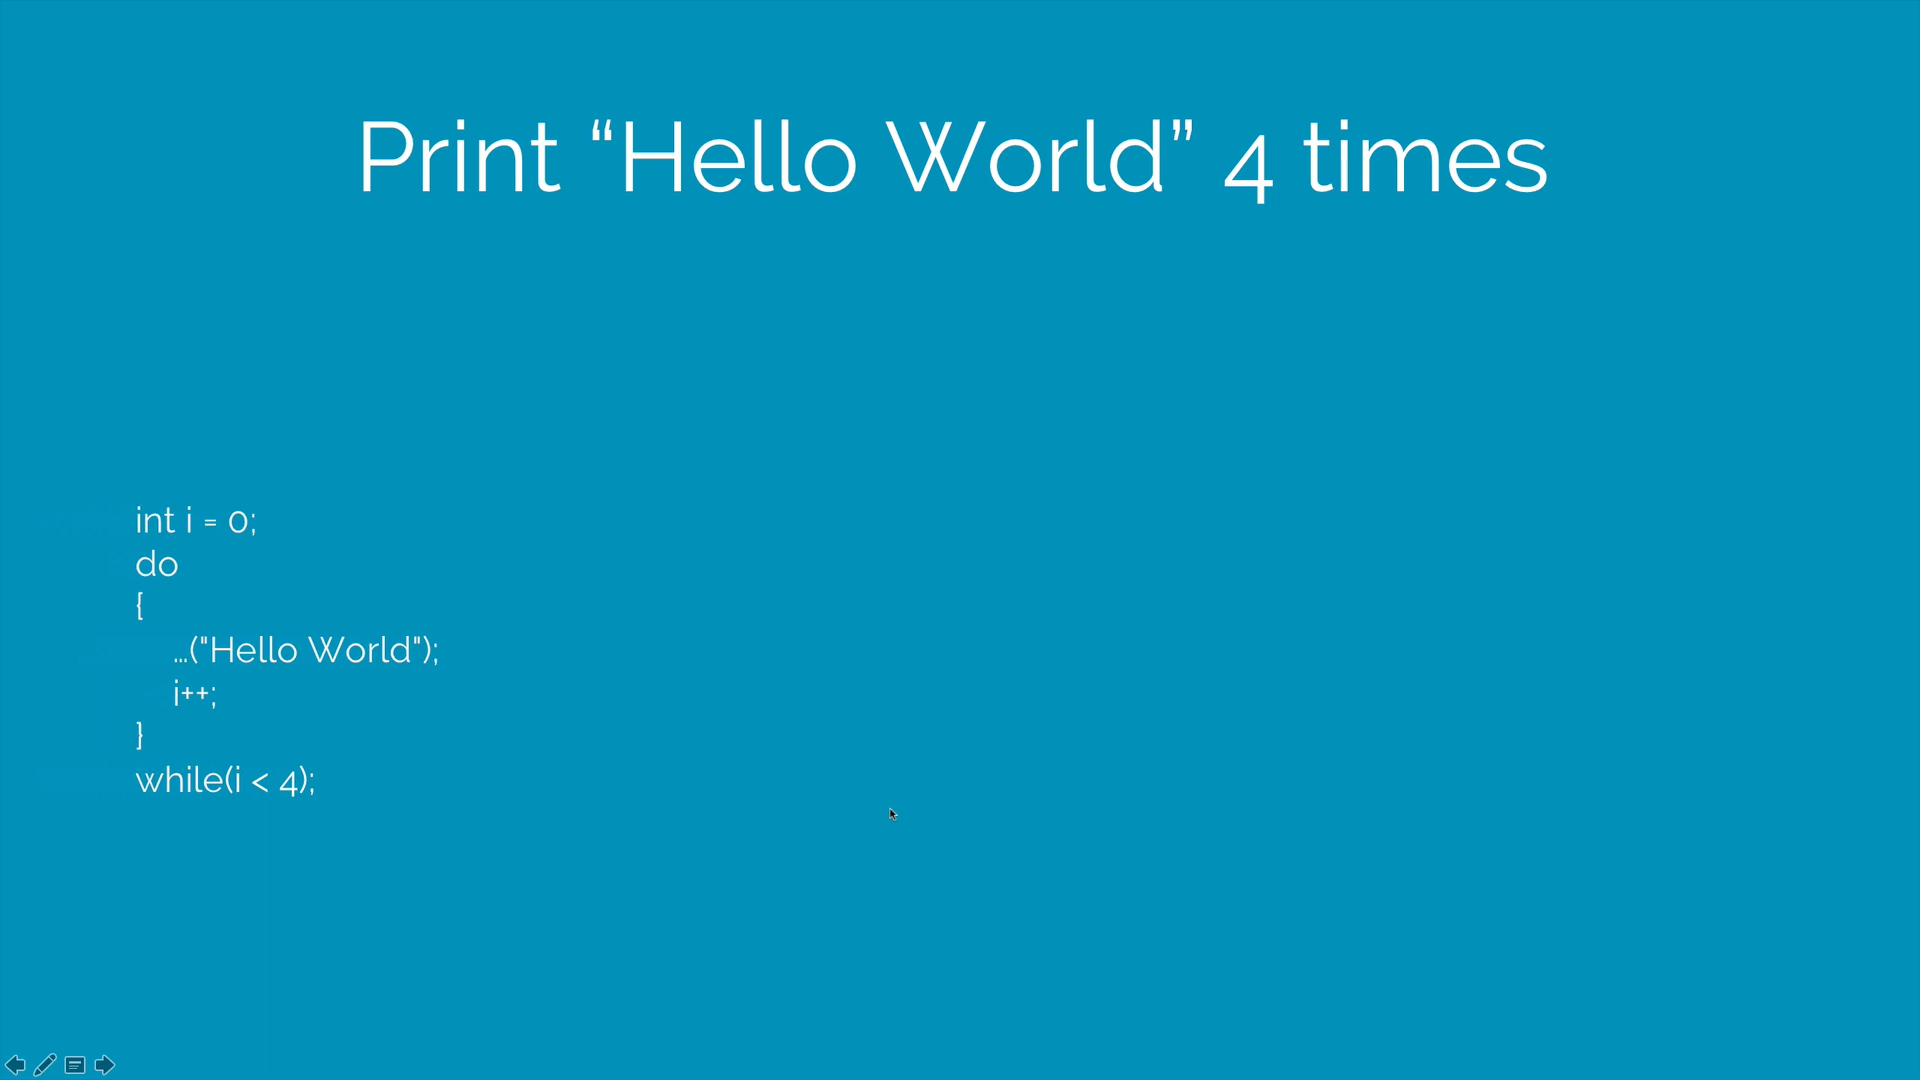 Print “Hello World” 4 times
int i = 0;
do
{
...("Hello World");
i++;
}
while(i < 4);